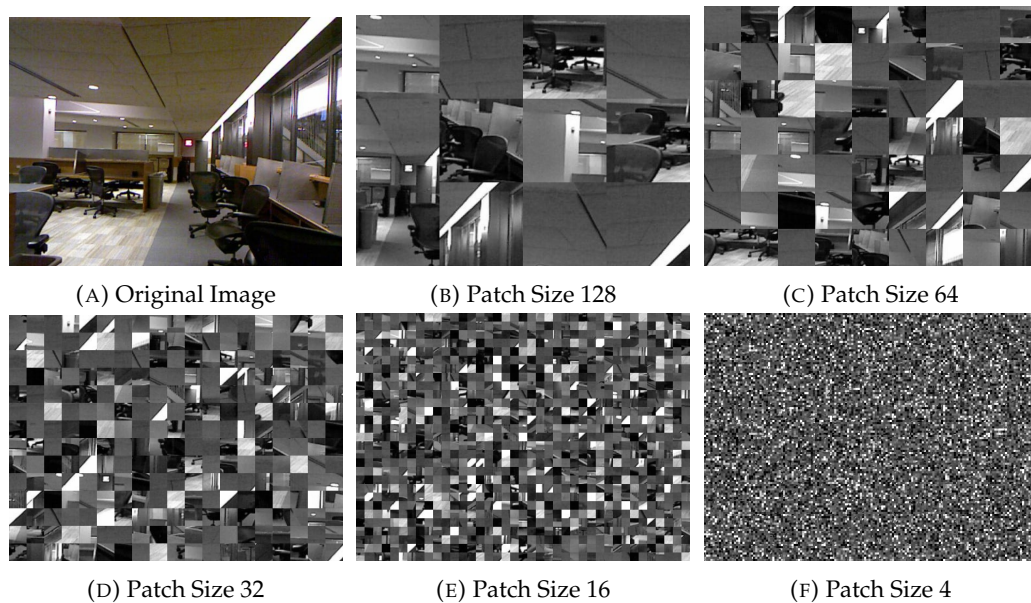 (A) Original Image
(B) Patch Size 128
(C) Patch Size 64
(D) Patch Size 32
(E) Patch Size 16
(F) Patch Size 4